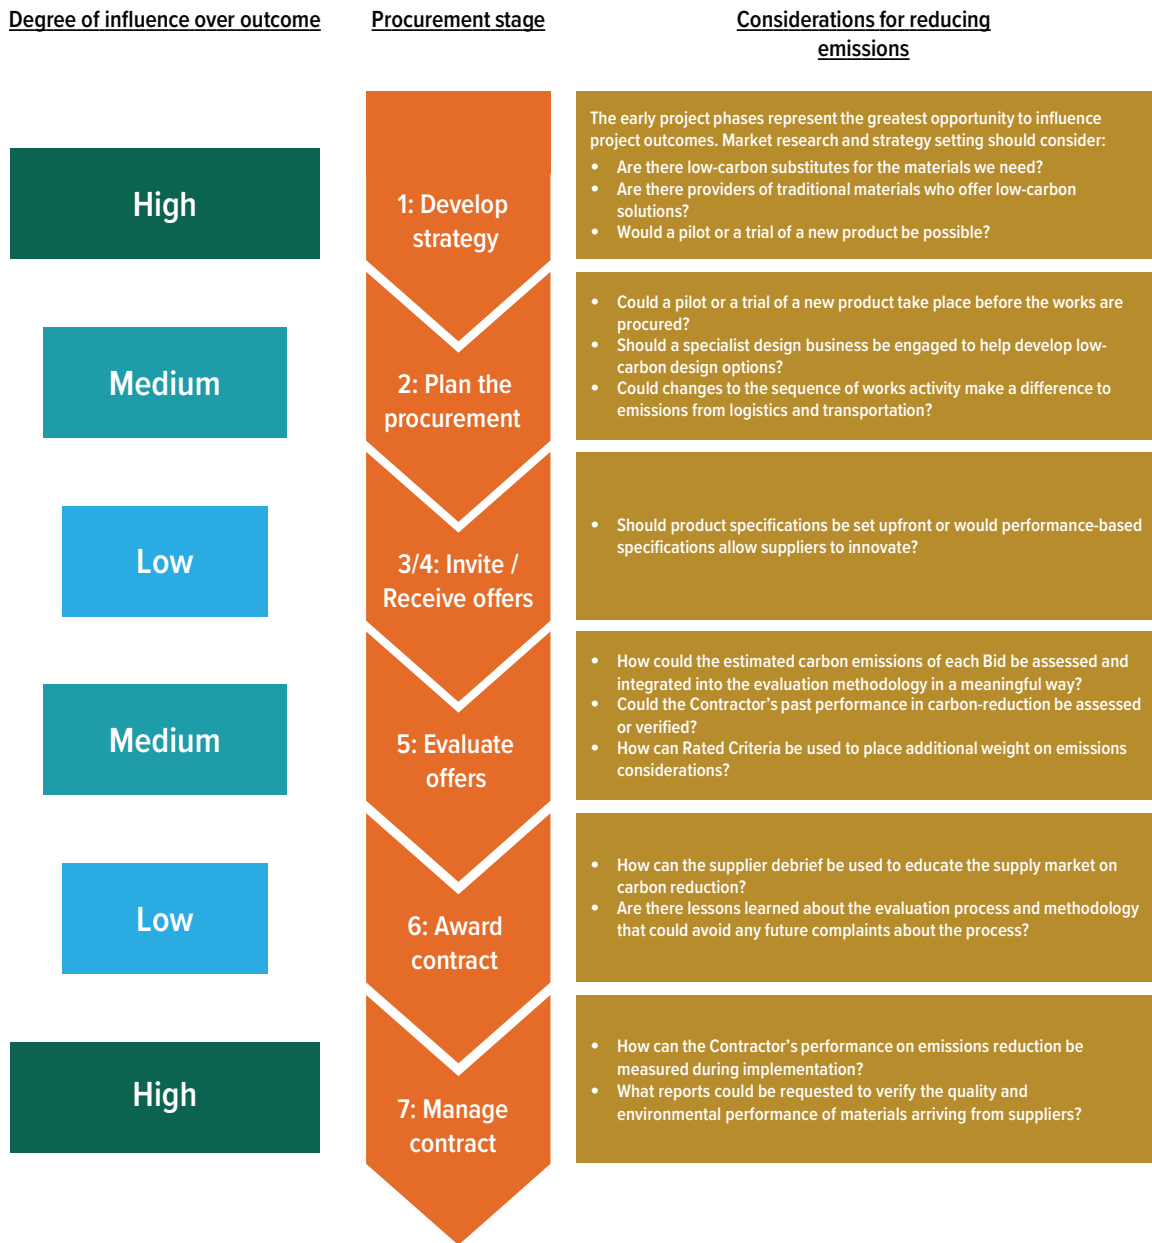 Degree of influence over outcome
Procurement stage
Considerations for reducing
emissions
High
1: Develop
strategy
The early project phases represent the greatest opportunity to influence
project outcomes. Market research and strategy setting should consider:
• Are there low-carbon substitutes for the materials we need?
• Are there providers of traditional materials who offer low-carbon
solutions?
• Would a pilot or a trial of a new product be possible?
Medium
2: Plan the
procurement
• Could a pilot or a trial of a new product take place before the works are
procured?
• Should a specialist design business be engaged to help develop low-
carbon design options?
• Could changes to the sequence of works activity make a difference to
emissions from logistics and transportation?
Low
3/4: Invite /
Receive offers
• Should product specifications be set upfront or would performance-based
specifications allow suppliers to innovate?
Medium
5: Evaluate
offers
• How could the estimated carbon emissions of each Bid be assessed and
integrated into the evaluation methodology in a meaningful way?
• Could the Contractor’s past performance in carbon-reduction be assessed
or verified?
• How can Rated Criteria be used to place additional weight on emissions
considerations?
Low
6: Award
contract
• How can the supplier debrief be used to educate the supply market on
carbon reduction?
• Are there lessons learned about the evaluation process and methodology
that could avoid any future complaints about the process?
High
7: Manage
contract
• How can the Contractor’s performance on emissions reduction be
measured during implementation?
• What reports could be requested to verify the quality and
environmental performance of materials arriving from suppliers?